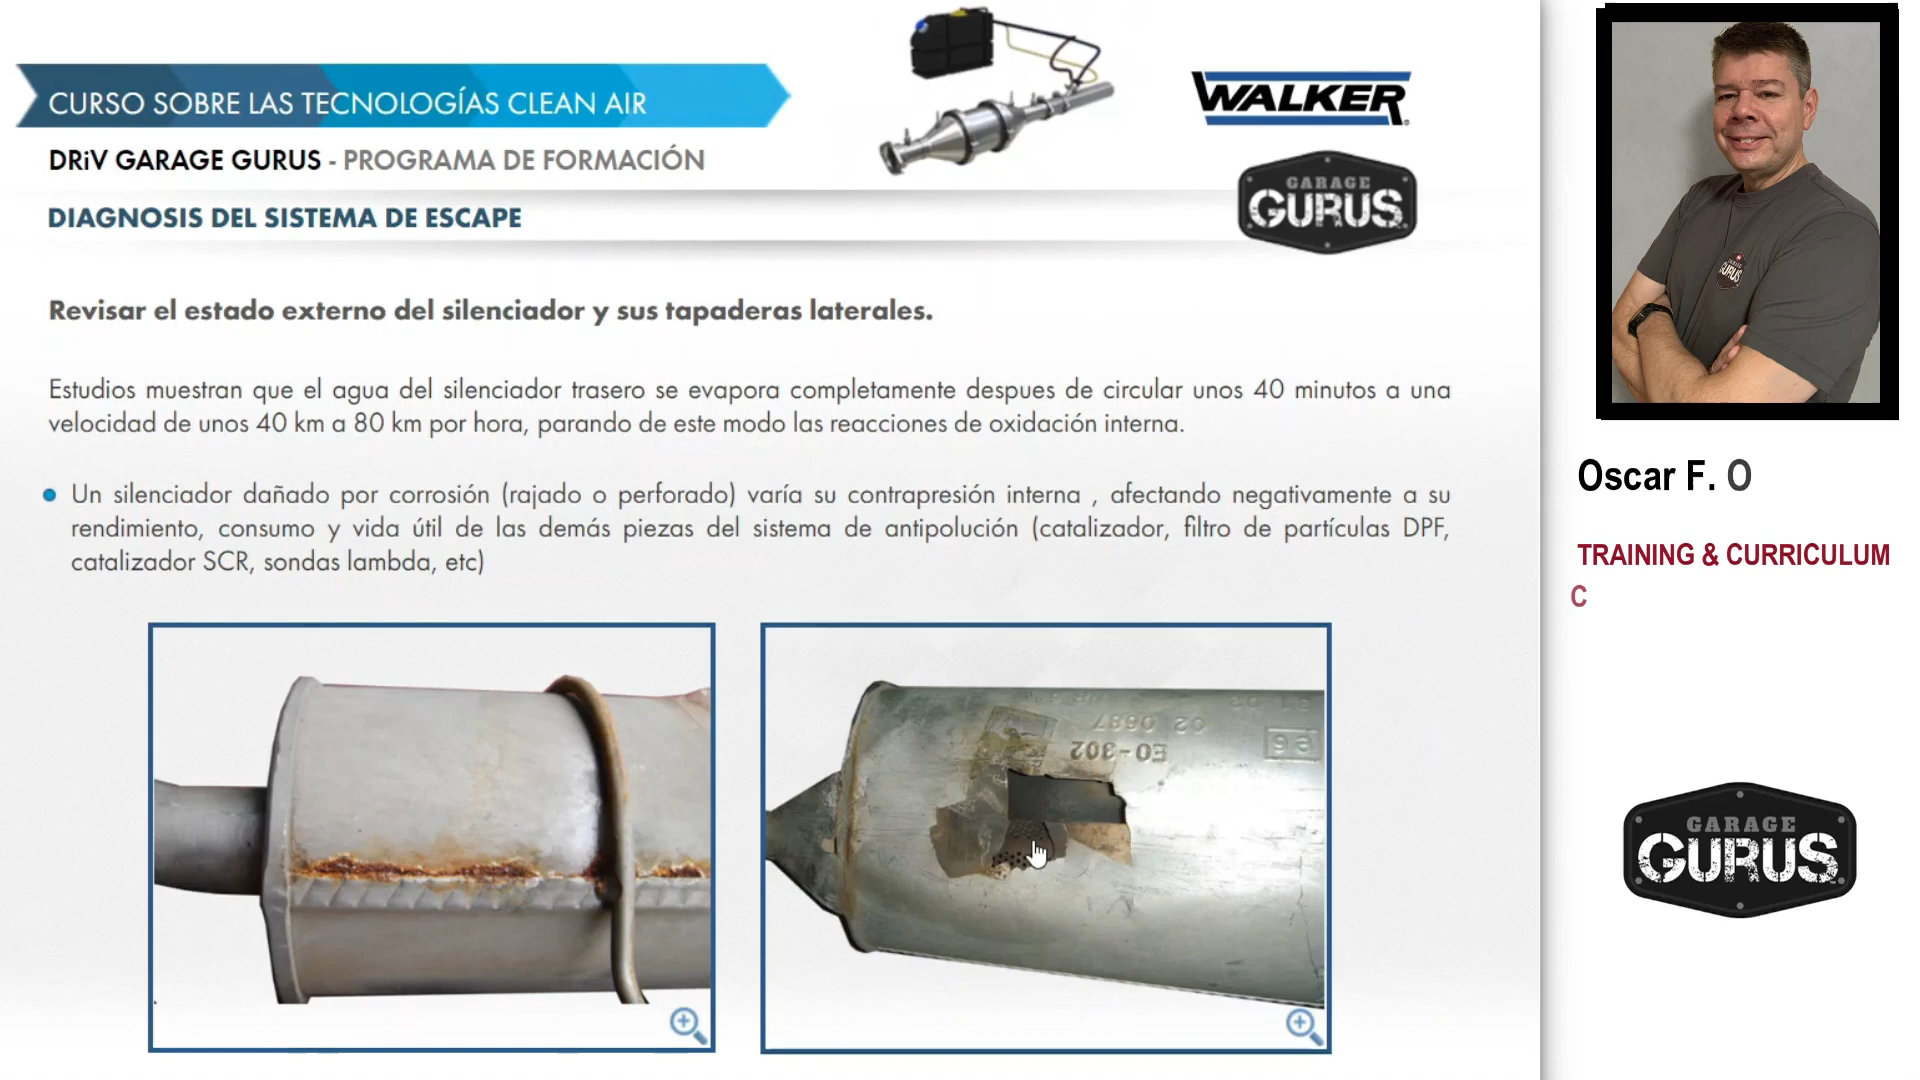 CURSO SOBRE LAS TECNOLOGÍAS CLEAN AIR
DRiV GARAGE GURUS - PROGRAMA DE FORMACIÓN
DIAGNOSIS DEL SISTEMA DE ESCAPE
WALKER
GARAGE
GURUS
Revisar el estado externo del silenciador y sus tapaderas laterales.
Estudios muestran que el agua del silenciador trasero se evapora completamente despues de circular unos 40 minutos a una
velocidad de unos 40 km a 80 km por hora, parando de este modo las reacciones de oxidación interna.
Un silenciador dañado por corrosión (rajado o perforado) varía su contrapresión interna , afectando negativamente a su
rendimiento, consumo y vida útil de las demás piezas del sistema de antipolución (catalizador, filtro de partículas DPF,
catalizador SCR, sondas lambda, etc)
EO-302
e6
Oscar F. O
TRAINING & CURRICULUM
C
GARAGE
GURUS